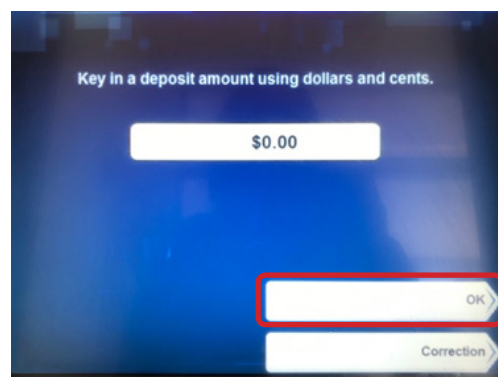 Key in a deposit amount using dollars and cents.
$0.00
OK
Correction